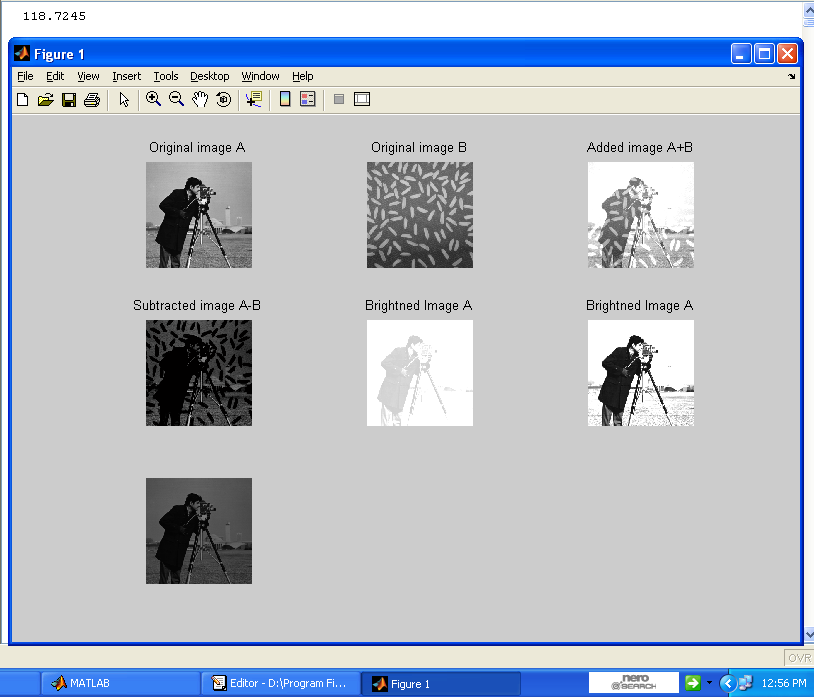 118.7245
Figure 1
File Edit View Insert Tools Desktop Window Help
Original image A
Original image B
Added image A+B
Subtracted image A-B
Brightned Image A
Brightned Image A
OVR
MATLAB
Editor - D:\Program Fi...
Figure 1
nero
@SEARCH
12:56 PM